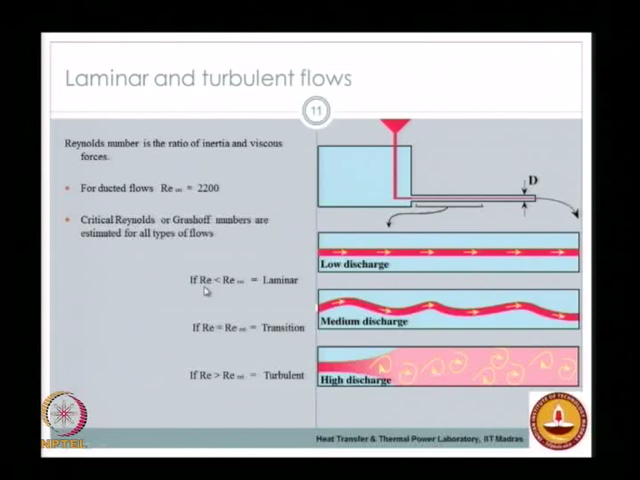 Laminar and turbulent flows
11
Reynolds number is the ratio of inertia and viscous
forces.
For ducted flows Re = 2200
Critical Reynolds or Grashoff numbers are
estimated for all types of flows
If Re < Re = Laminar
If Re = Re = Transition
If Re > Re = Turbulent
D
Low discharge
Medium discharge
High discharge
NPTEL
Heat Transfer & Thermal Power Laboratory, IIT Madras